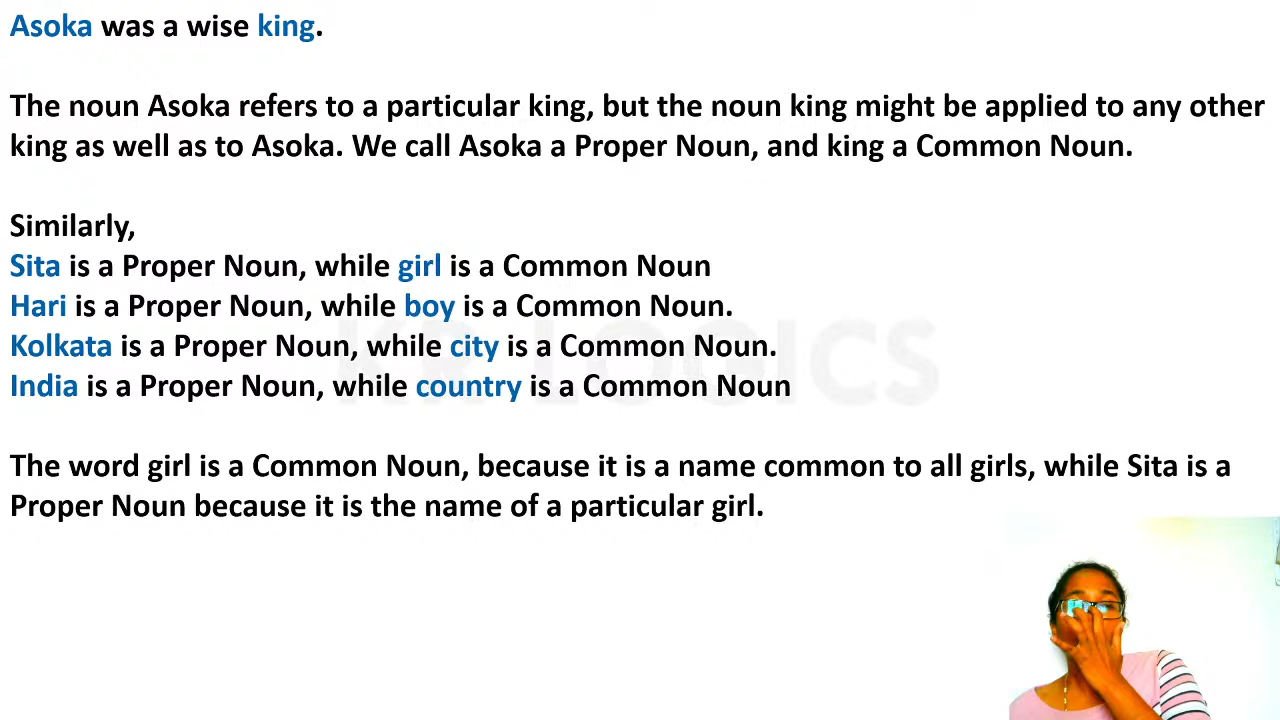 Asoka was a wise king.
The noun Asoka refers to a particular king, but the noun king might be applied to any other
king as well as to Asoka. We call Asoka a Proper Noun, and king a Common Noun.
Similarly,
Sita is a Proper Noun, while girl is a Common Noun
Hari is a Proper Noun, while boy is a Common Noun.
Kolkata is a Proper Noun, while city is a Common Noun.
India is a Proper Noun, while country is a Common Noun
KR LOGICS
The word girl is a Common Noun, because it is a name common to all girls, while Sita is a
Proper Noun because it is the name of a particular girl.